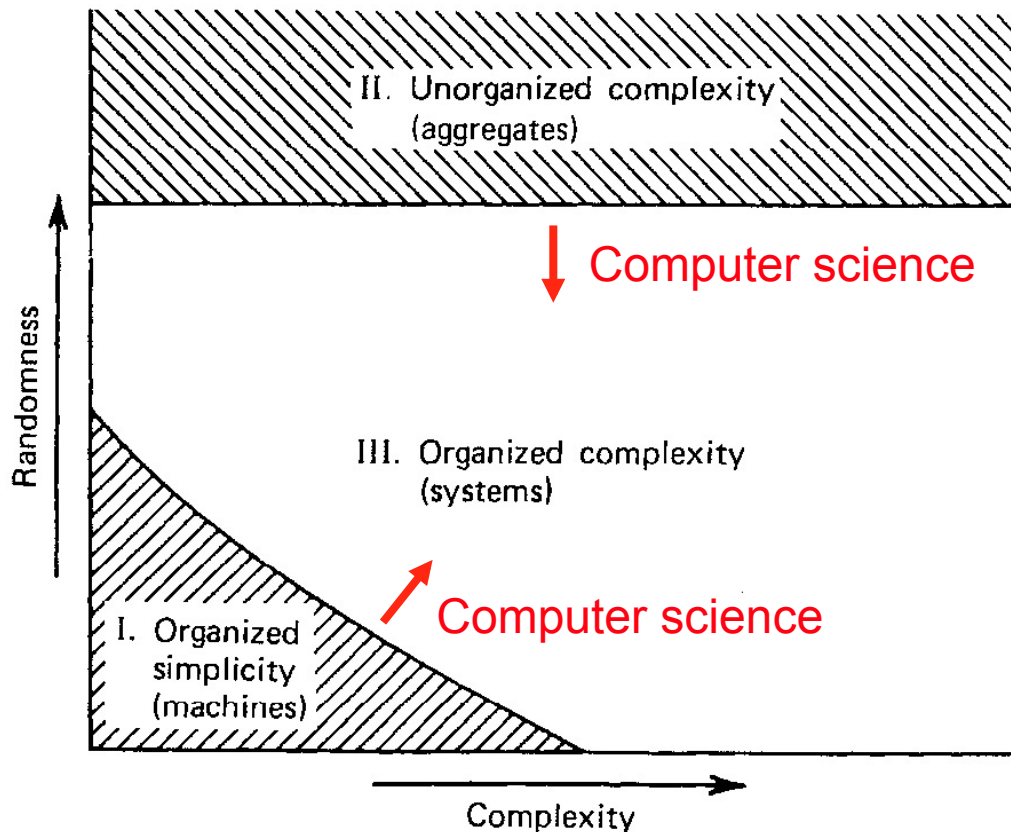 II. Unorganized complexity
(aggregates)
Computer science
Randomness
III. Organized complexity
(systems)
Computer science
I. Organized
simplicity
(machines)
Complexity